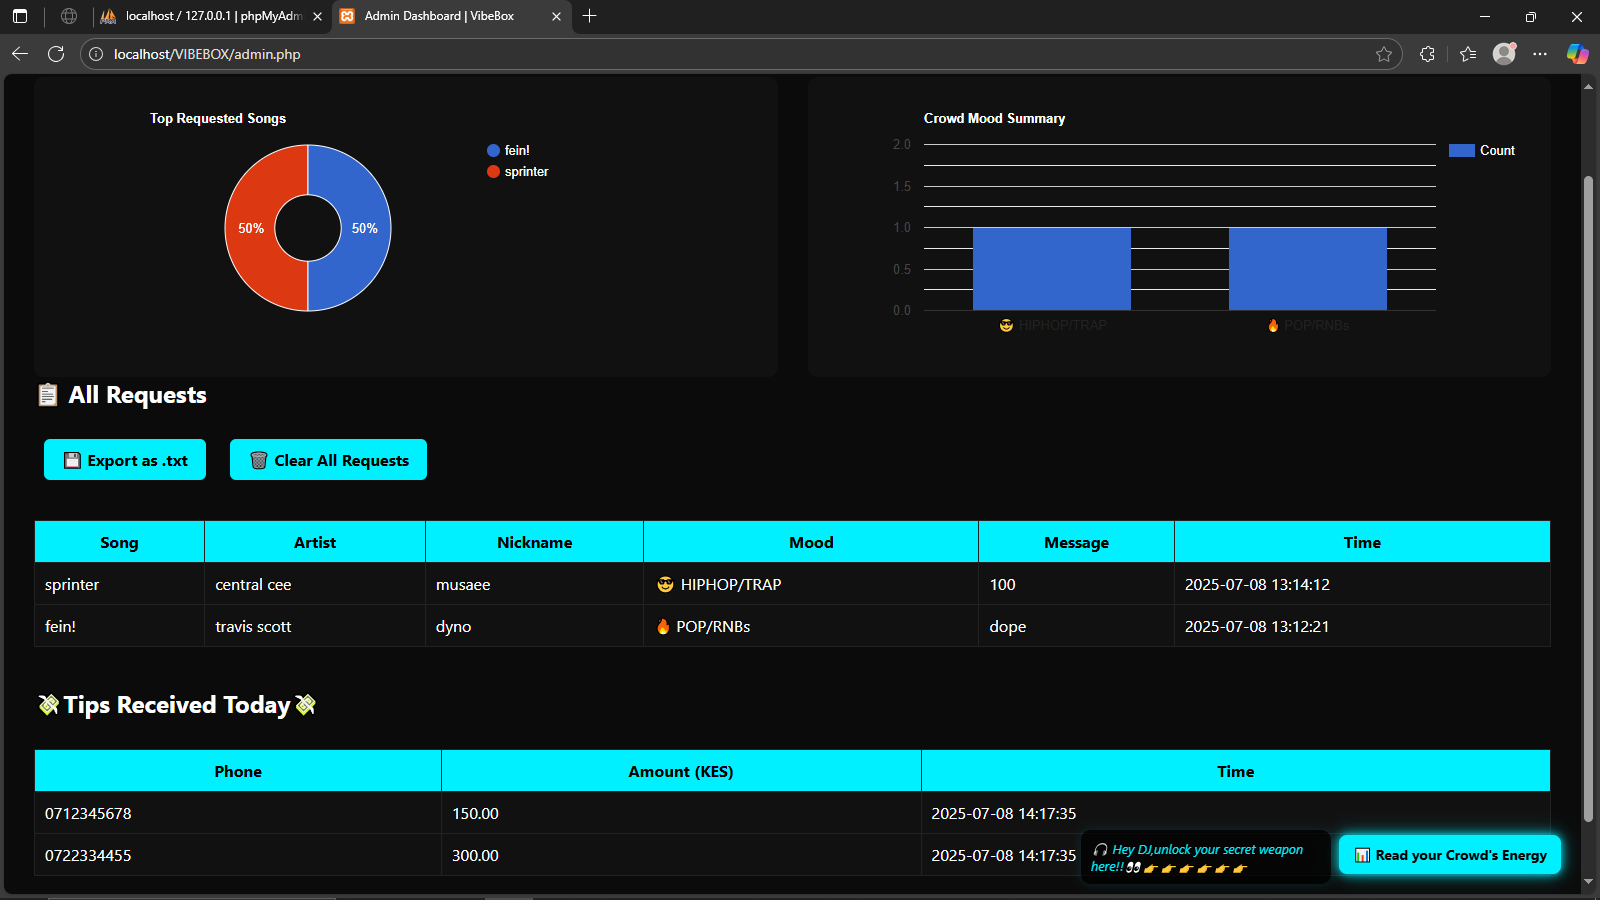 localhost / 127.0.0.1 | phpMyAdm
Admin Dashboard | VibeBox
localhost/VIBEBOX/admin.php
Top Requested Songs
fein!
sprinter
50%
50%
Crowd Mood Summary
2.0
1.5
1.0
0.5
0.0
Count
😎 HIPHOP/TRAP
🔥 POP/RNBs
📋 All Requests
💾 Export as .txt
🗑️ Clear All Requests
Song Artist Nickname Mood Message Time
sprinter central cee musaee 😎 HIPHOP/TRAP 100 2025-07-08 13:14:12
fein! travis scott dyno 🔥 POP/RNBs dope 2025-07-08 13:12:21
💸Tips Received Today💸
Phone Amount (KES) Time
0712345678 150.00 2025-07-08 14:17:35
0722334455 300.00 2025-07-08 14:17:35
🎧 Hey DJ,unlock your secret weapon
here!!👀👉👉👉👉👉👉
📊 Read your Crowd's Energy